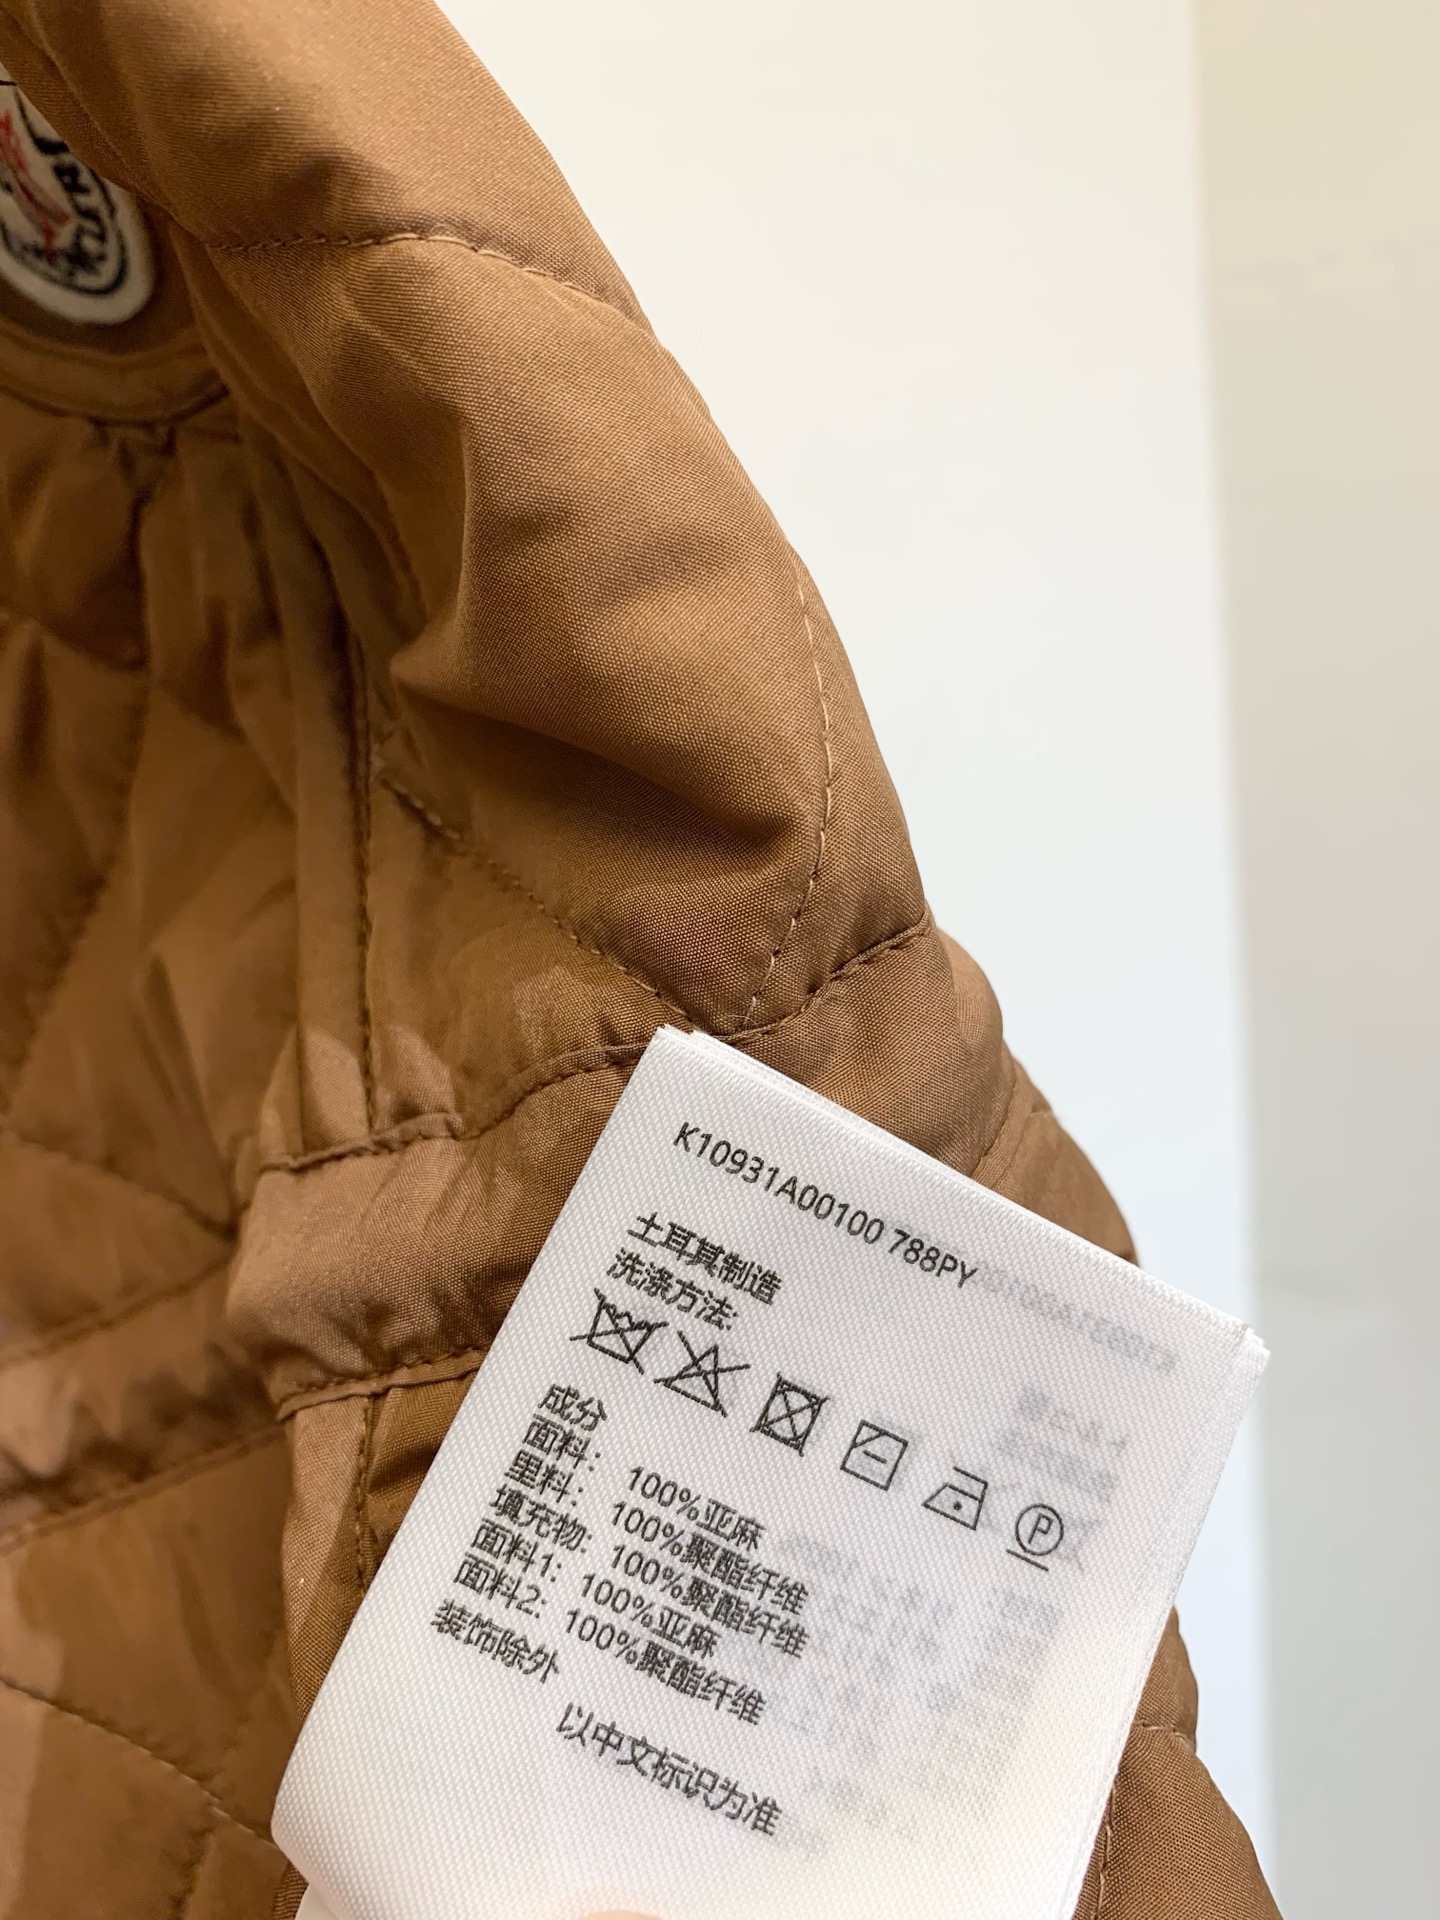 K10931A00100 788PY
土耳其制造
洗涤方法:
P
成分
面料: 100%亚麻
里料: 100%聚酯纤维
填充物: 100%聚酯纤维
面料1: 100%亚麻
面料2: 100%聚酯纤维
装饰除外
以中文标识为准